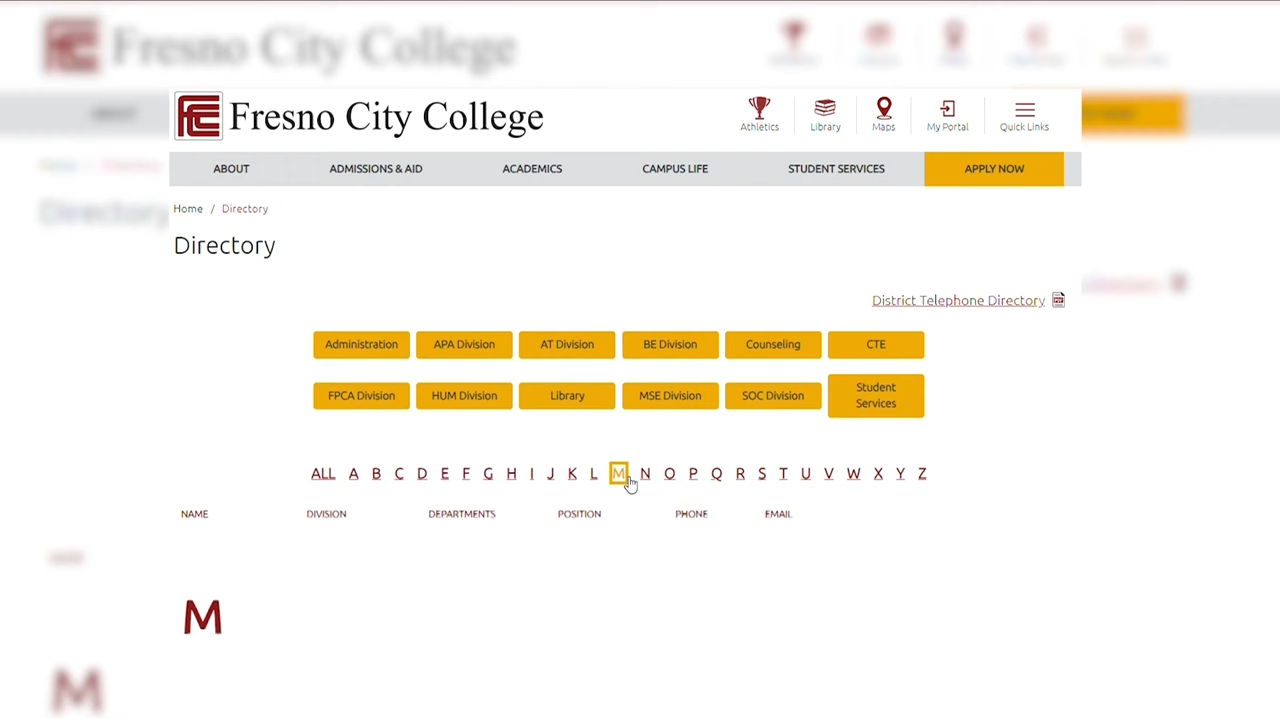 Fresno City College
Athletics Library Maps My Portal Quick Links
ABOUT ADMISSIONS & AID ACADEMICS CAMPUS LIFE STUDENT SERVICES APPLY NOW
Home / Directory
Directory
District Telephone Directory
Administration APA Division AT Division BE Division Counseling CTE
FPCA Division HUM Division Library MSE Division SOC Division Student Services
ALL A B C D E F G H I J K L M N O P Q R S T U V W X Y Z
NAME DIVISION DEPARTMENTS POSITION PHONE EMAIL
M